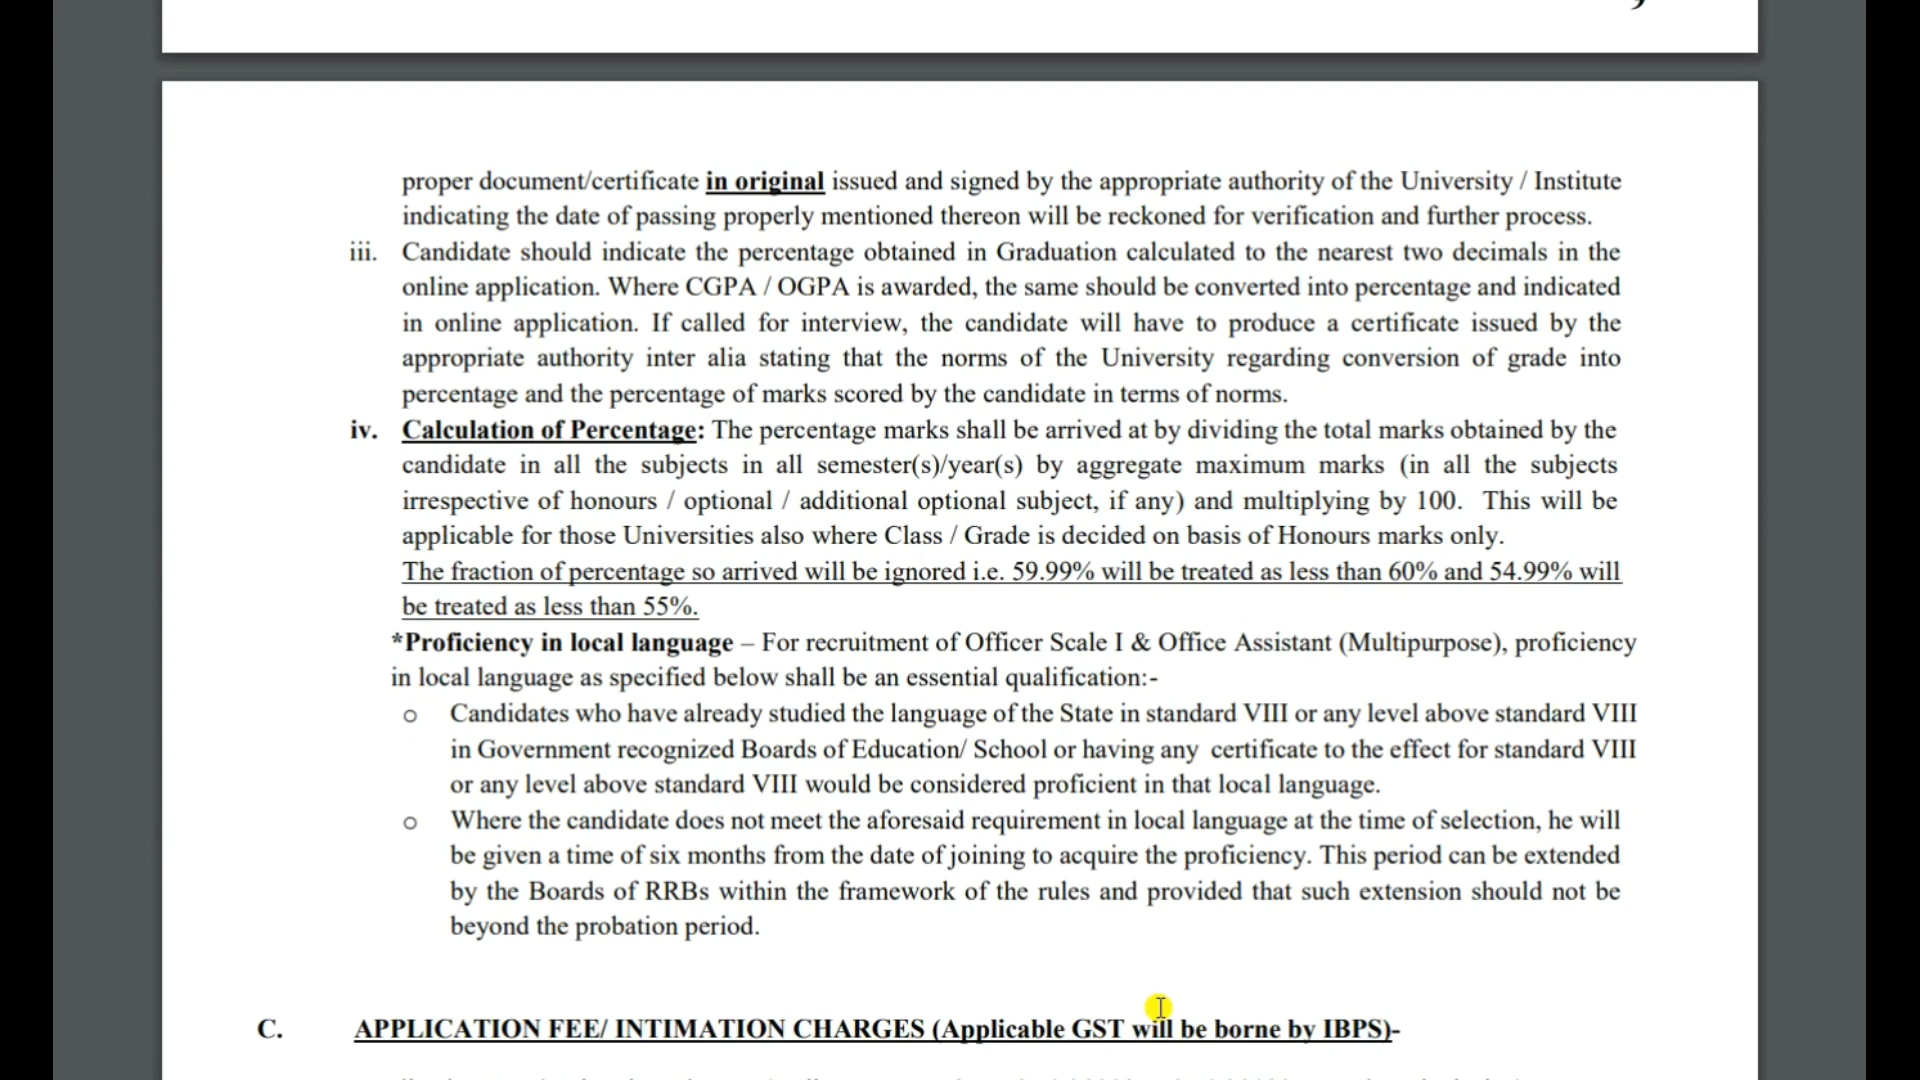 proper document/certificate in original issued and signed by the appropriate authority of the University / Institute
indicating the date of passing properly mentioned thereon will be reckoned for verification and further process.
iii. Candidate should indicate the percentage obtained in Graduation calculated to the nearest two decimals in the
online application. Where CGPA / OGPA is awarded, the same should be converted into percentage and indicated
in online application. If called for interview, the candidate will have to produce a certificate issued by the
appropriate authority inter alia stating that the norms of the University regarding conversion of grade into
percentage and the percentage of marks scored by the candidate in terms of norms.
iv. Calculation of Percentage: The percentage marks shall be arrived at by dividing the total marks obtained by the
candidate in all the subjects in all semester(s)/year(s) by aggregate maximum marks (in all the subjects
irrespective of honours / optional / additional optional subject, if any) and multiplying by 100. This will be
applicable for those Universities also where Class / Grade is decided on basis of Honours marks only.
The fraction of percentage so arrived will be ignored i.e. 59.99% will be treated as less than 60% and 54.99% will
be treated as less than 55%.
*Proficiency in local language – For recruitment of Officer Scale I & Office Assistant (Multipurpose), proficiency
in local language as specified below shall be an essential qualification:-
o Candidates who have already studied the language of the State in standard VIII or any level above standard VIII
in Government recognized Boards of Education/ School or having any certificate to the effect for standard VIII
or any level above standard VIII would be considered proficient in that local language.
o Where the candidate does not meet the aforesaid requirement in local language at the time of selection, he will
be given a time of six months from the date of joining to acquire the proficiency. This period can be extended
by the Boards of RRBs within the framework of the rules and provided that such extension should not be
beyond the probation period.
C. APPLICATION FEE/ INTIMATION CHARGES (Applicable GST will be borne by IBPS)-